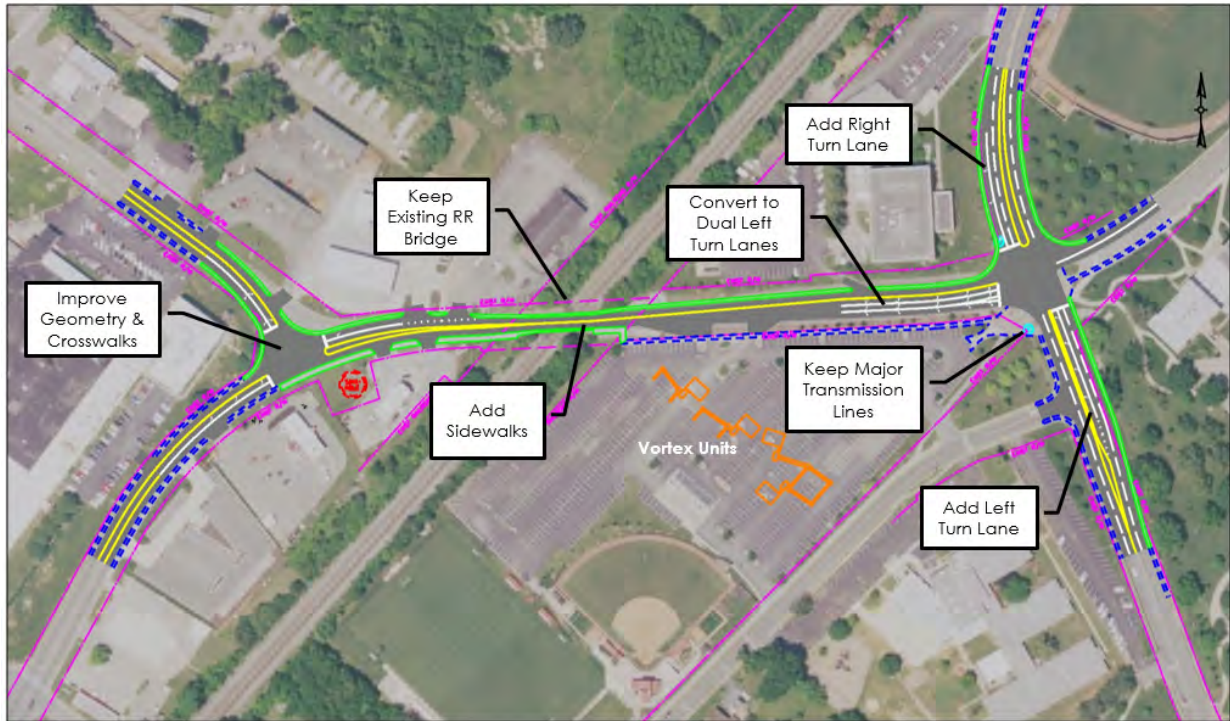 Add Right
Turn Lane
Keep
Existing RR
Bridge
Convert to
Dual Left
Turn Lanes
Improve
Geometry &
Crosswalks
Keep Major
Transmission
Lines
Add
Sidewalks
Vortex Units
Add Left
Turn Lane